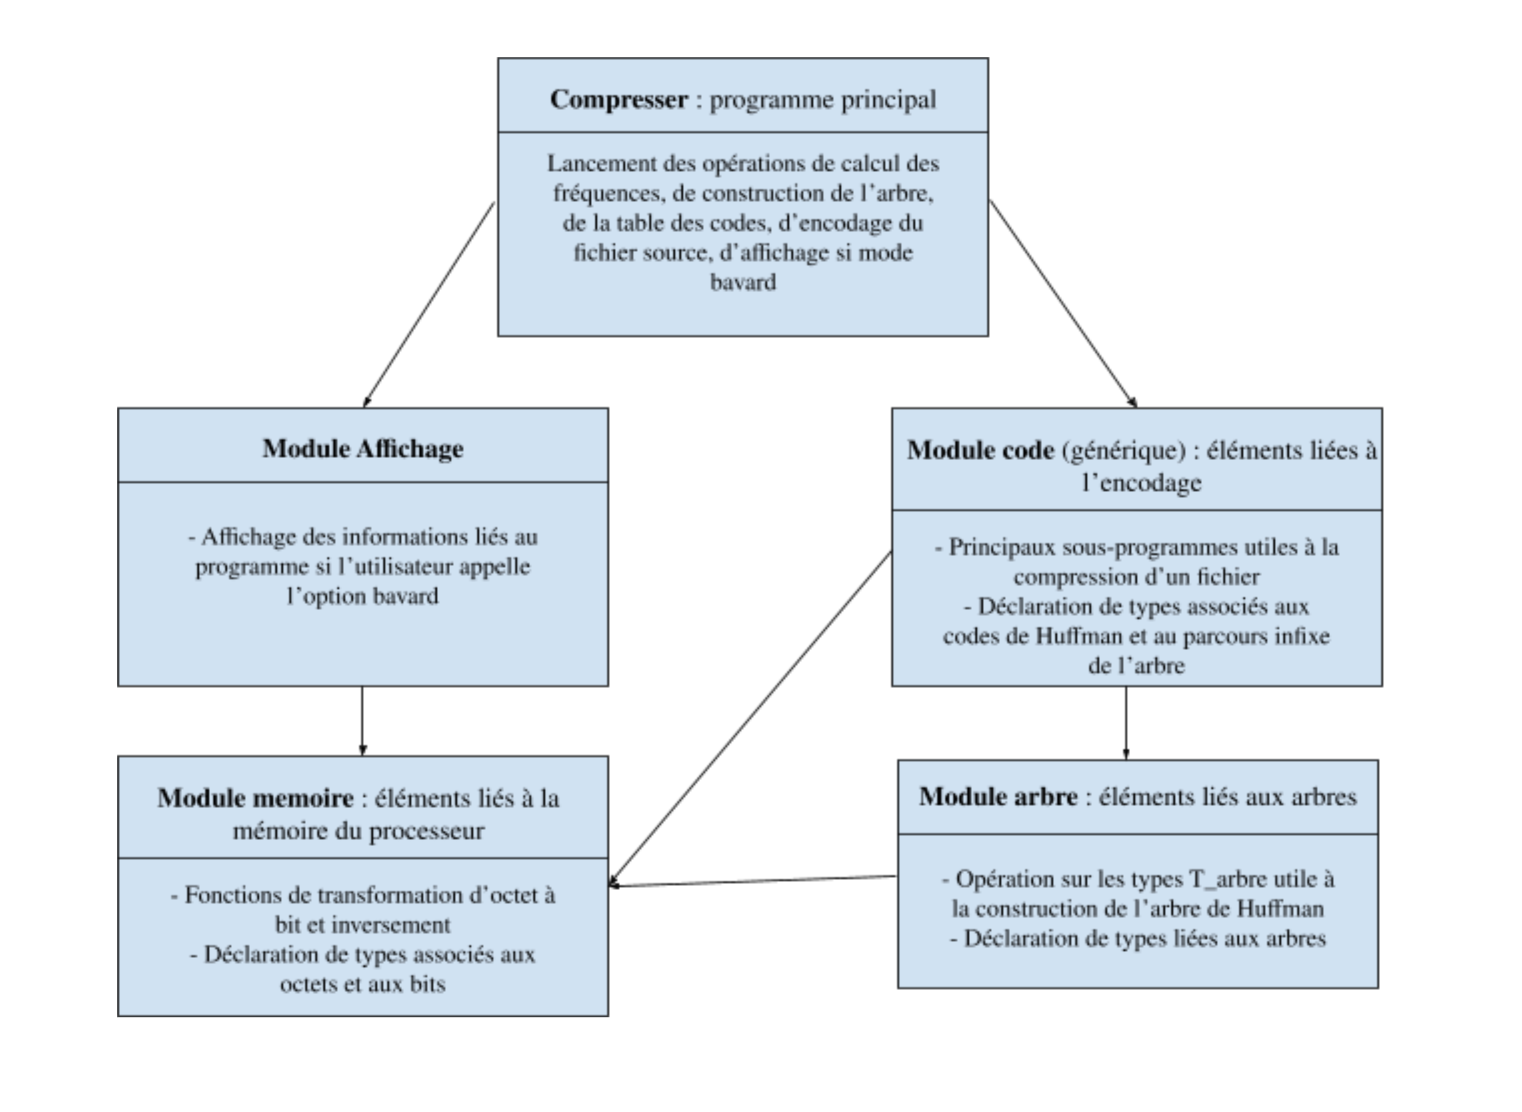 Compresser : programme principal
Lancement des opérations de calcul des
fréquences, de construction de l'arbre,
de la table des codes, d'encodage du
fichier source, d'affichage si mode
bavard
Module Affichage
- Affichage des informations liés au
programme si l'utilisateur appelle
l'option bavard
Module code (générique) : éléments liées à
l'encodage
- Principaux sous-programmes utiles à la
compression d'un fichier
- Déclaration de types associés aux
codes de Huffman et au parcours infixe
de l'arbre
Module memoire : éléments liés à la
mémoire du processeur
- Fonctions de transformation d'octet à
bit et inversement
- Déclaration de types associés aux
octets et aux bits
Module arbre : éléments liés aux arbres
- Opération sur les types T_arbre utile à
la construction de l'arbre de Huffman
- Déclaration de types liées aux arbres